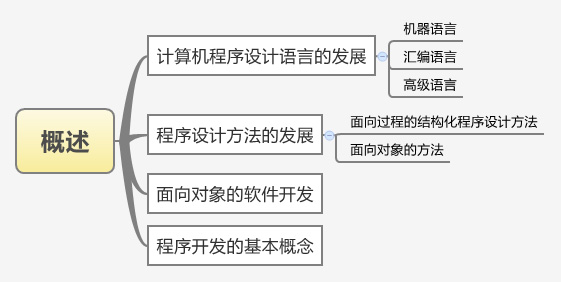 概述
计算机程序设计语言的发展
机器语言
汇编语言
高级语言
程序设计方法的发展
面向过程的结构化程序设计方法
面向对象的方法
面向对象的软件开发
程序开发的基本概念